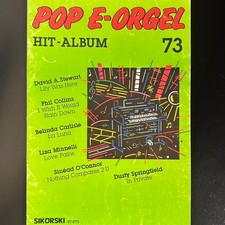 POP E-ORGEL
HIT-ALBUM 73
David A. Stewart
Lily Was Here
Phil Collins
I Wish It Would
Rain Down
Belinda Carlisle
La Luna
Lisa Minnelli
Love Pains
Sinéad O'Connor
Nothing Compares 2 U
Dusty Springfield
In Private
SIKORSKI